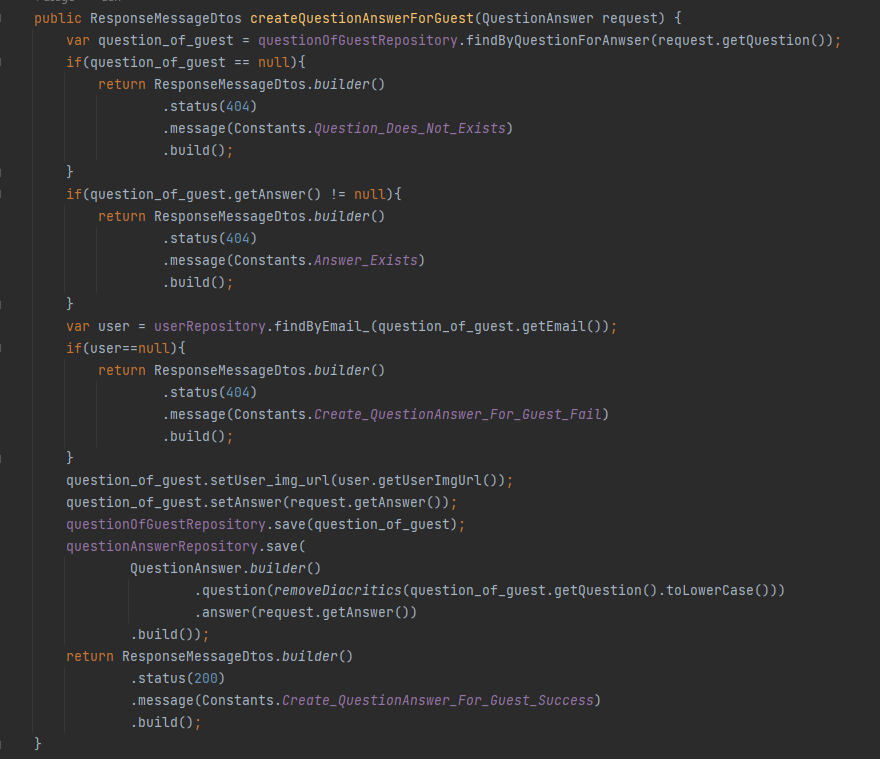 public ResponseMessageDtos createQuestionAnswerForGuest(QuestionAnswer request) {
    var question_of_guest = questionOfGuestRepository.findByQuestionForAnwser(request.getQuestion());
    if(question_of_guest == null){
        return ResponseMessageDtos.builder()
                .status(404)
                .message(Constants.Question_Does_Not_Exists)
                .build();
    }
    if(question_of_guest.getAnswer() != null){
        return ResponseMessageDtos.builder()
                .status(404)
                .message(Constants.Answer_Exists)
                .build();
    }
    var user = userRepository.findByEmail_(question_of_guest.getEmail());
    if(user==null){
        return ResponseMessageDtos.builder()
                .status(404)
                .message(Constants.Create_QuestionAnswer_For_Guest_Fail)
                .build();
    }
    question_of_guest.setUser_img_url(user.getUserImgUrl());
    question_of_guest.setAnswer(request.getAnswer());
    questionOfGuestRepository.save(question_of_guest);
    questionAnswerRepository.save(
            QuestionAnswer.builder()
                    .question(removeDiacritics(question_of_guest.getQuestion().toLowerCase()))
                    .answer(request.getAnswer())
            .build());
    return ResponseMessageDtos.builder()
            .status(200)
            .message(Constants.Create_QuestionAnswer_For_Guest_Success)
            .build();
}